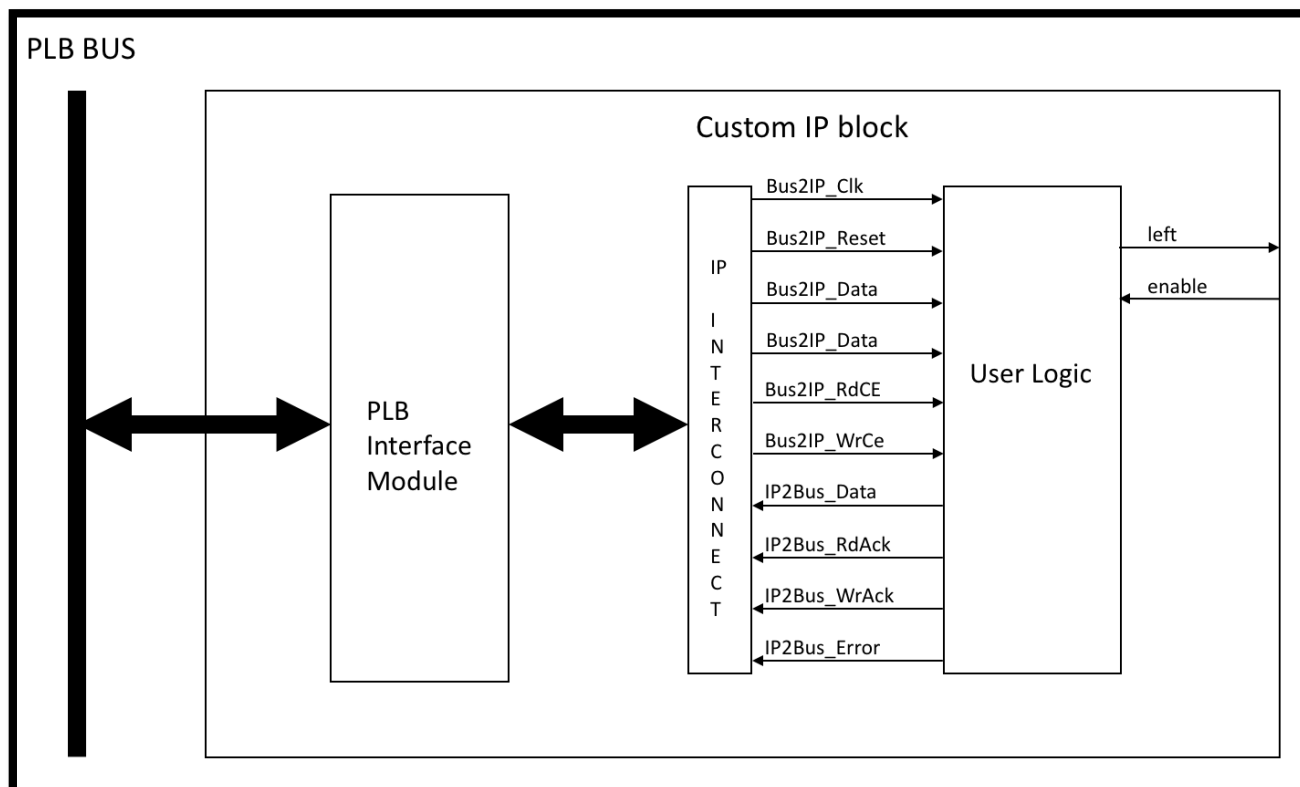 PLB BUS
Custom IP block
PLB
Interface
Module
IP INTERCONNECT
Bus2IP_Clk
Bus2IP_Reset
Bus2IP_Data
Bus2IP_Data
Bus2IP_RdCE
Bus2IP_WrCe
IP2Bus_Data
IP2Bus_RdAck
IP2Bus_WrAck
IP2Bus_Error
User Logic
left
enable